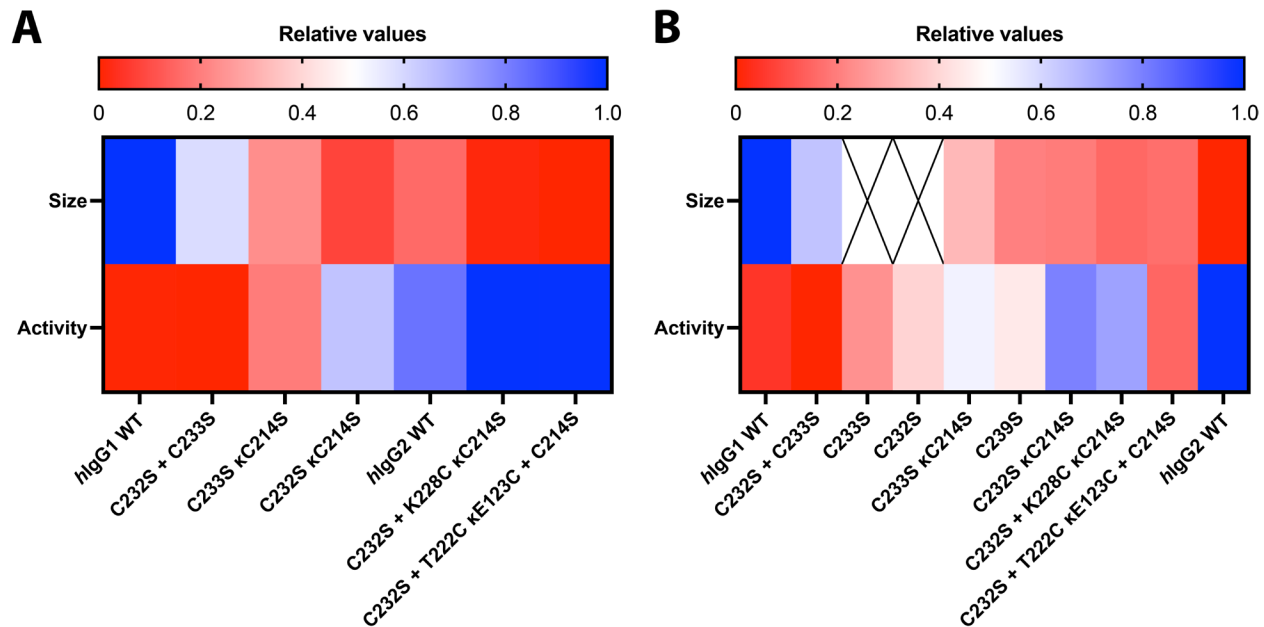 A
Relative values
0 0.2 0.4 0.6 0.8 1.0
Size
Activity
hIgG1 WT
C232S + C233S
C233S κC214S
C232S κC214S
hIgG2 WT
C232S + K228C κC214S
C232S + T222C κE123C + C214S
B
Relative values
0 0.2 0.4 0.6 0.8 1.0
Size
Activity
hIgG1 WT
C232S + C233S
C233S
C232S
C233S κC214S
C239S
C232S κC214S
C232S + K228C κC214S
C232S + T222C κE123C + C214S
hIgG2 WT